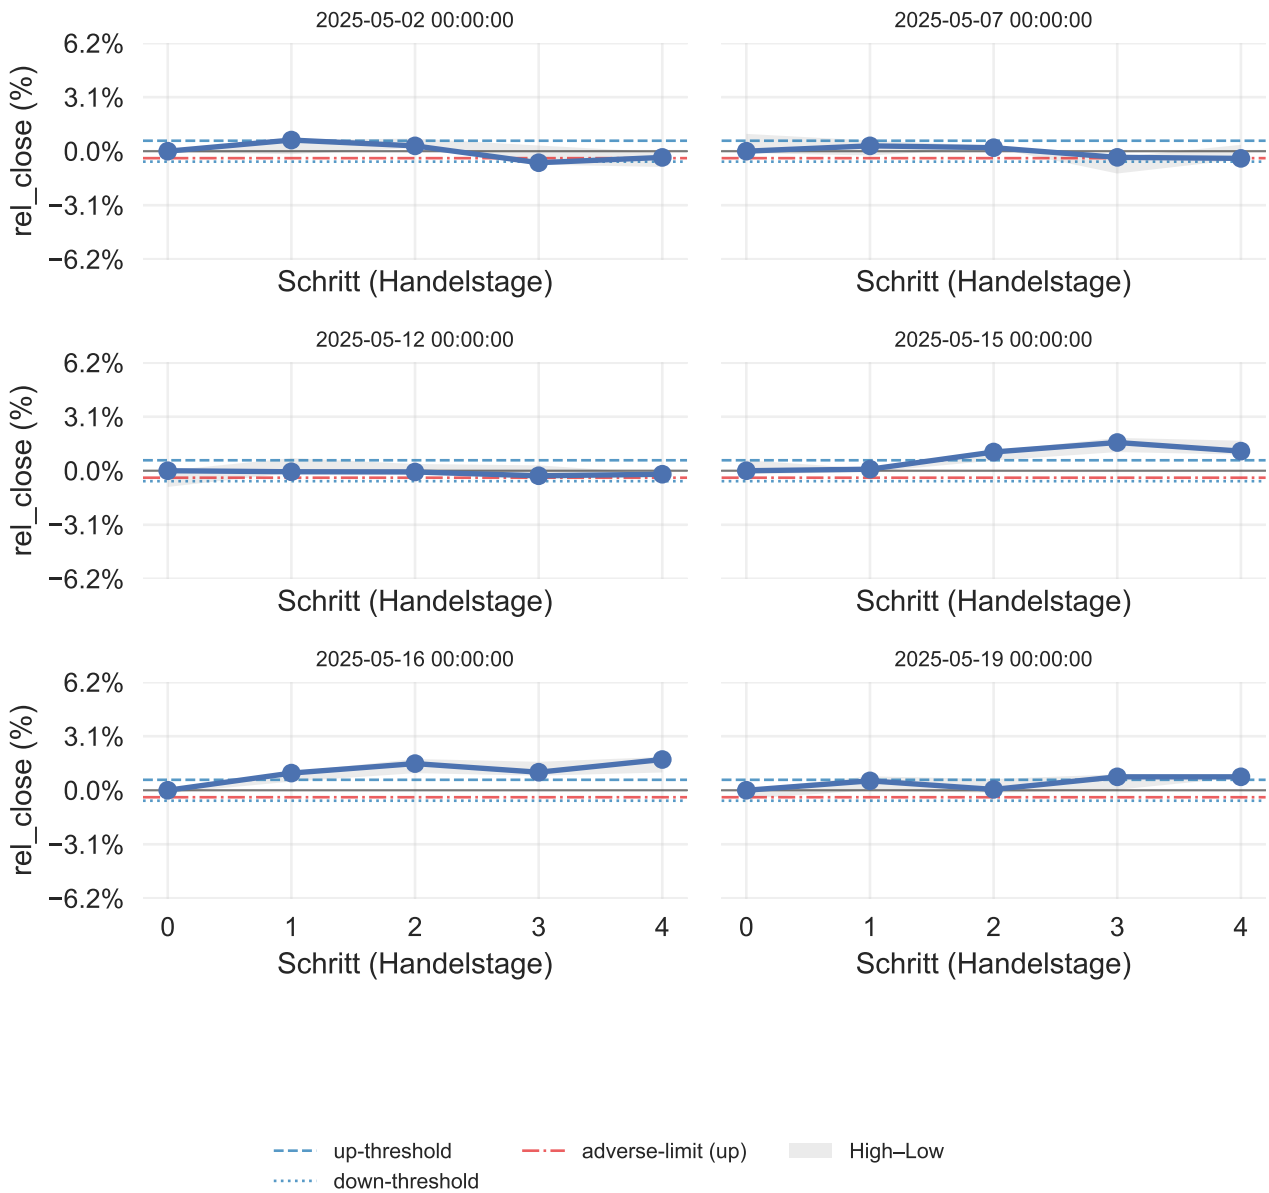 2025-05-02 00:00:00
2025-05-07 00:00:00
6.2%
3.1%
0.0%
−3.1%
−6.2%
rel_close (%)
Schritt (Handelstage)
Schritt (Handelstage)
2025-05-12 00:00:00
2025-05-15 00:00:00
6.2%
3.1%
0.0%
−3.1%
−6.2%
rel_close (%)
Schritt (Handelstage)
Schritt (Handelstage)
2025-05-16 00:00:00
2025-05-19 00:00:00
6.2%
3.1%
0.0%
−3.1%
−6.2%
rel_close (%)
0 1 2 3 4
0 1 2 3 4
Schritt (Handelstage)
Schritt (Handelstage)
up-threshold
adverse-limit (up)
High–Low
down-threshold